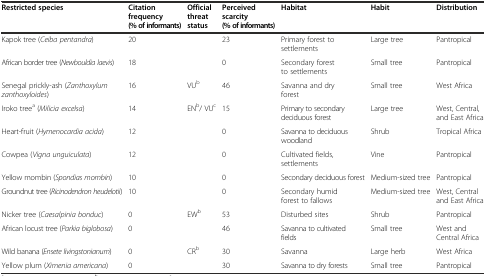 Restricted species Citation frequency (% of informants) Official threat status Perceived scarcity (% of informants) Habitat Habit Distribution
Kapok tree (Ceiba pentandra) 20 23 Primary forest to settlements Large tree Pantropical
African border tree (Newbouldia laevis) 18 0 Secondary forest to settlements Small tree Pantropical
Senegal prickly-ash (Zanthoxylum zanthoxyloides) 16 VUb 46 Savanna and dry forest Small tree West Africa
Iroko treea (Milicia excelsa) 14 ENb/ VUc 15 Primary to secondary deciduous forest Large tree West, Central, and East Africa
Heart-fruit (Hymenocardia acida) 12 0 Savanna to deciduous woodland Shrub Tropical Africa
Cowpea (Vigna unguiculata) 12 0 Cultivated fields, settlements Vine Pantropical
Yellow mombin (Spondias mombin) 10 0 Secondary deciduous forest Medium-sized tree Pantropical
Groundnut tree (Ricinodendron heudelotii) 10 0 Secondary humid forest to fallows Medium-sized tree West, Central and East Africa
Nicker tree (Caesalpinia bonduc) 0 EWb 53 Disturbed sites Shrub Pantropical
African locust tree (Parkia biglobosa) 0 46 Savanna to cultivated fields Small tree West and Central Africa
Wild banana (Ensete livingstonianum) 0 CRb 30 Savanna Large herb West Africa
Yellow plum (Ximenia americana) 0 30 Savanna to dry forests Small tree Pantropical